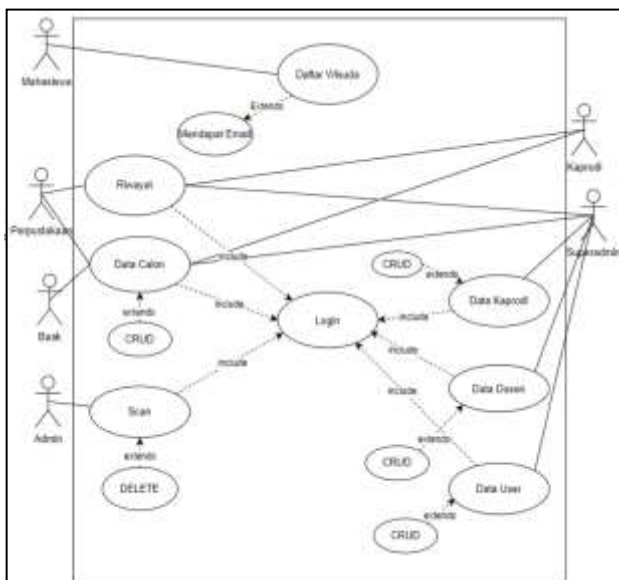 Mahasiswa
Daftar Wisuda
Extends
Mendapat Email
Kaprodi
Riwayat
Perpustakaan
Superadmin
include
Data Calon
CRUD
extends
Data Kaprodi
include
Login
include
extends
Baak
CRUD
include
include
Data Dosen
Scan
include
Admin
extends
extends
CRUD
DELETE
Data User
extends
CRUD